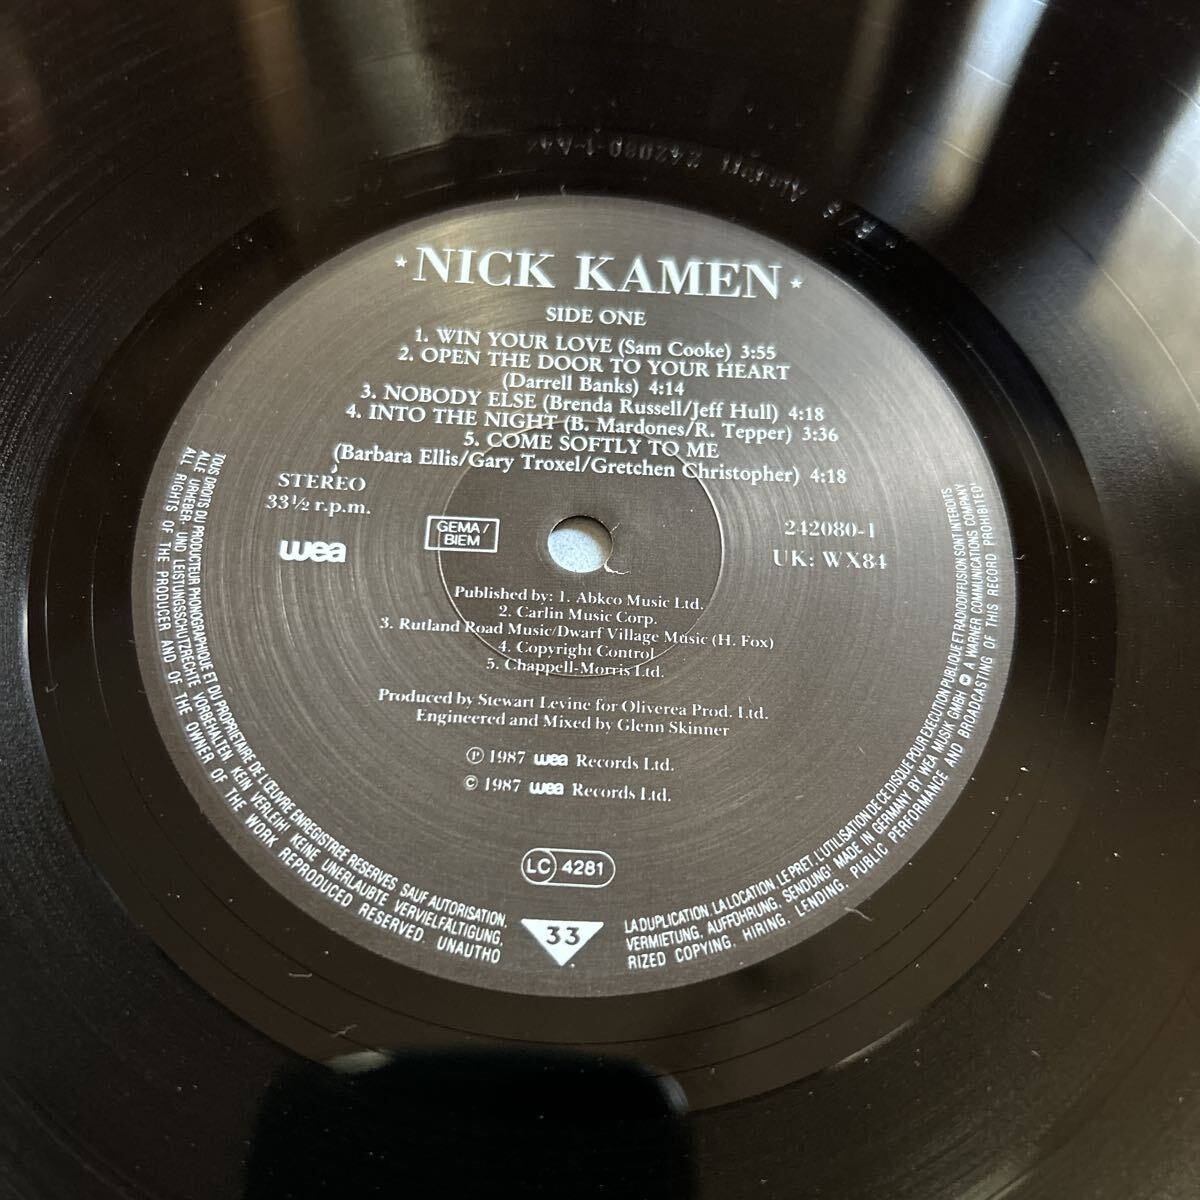 * NICK KAMEN *
SIDE ONE
1. WIN YOUR LOVE (Sam Cooke) 3:55
2. OPEN THE DOOR TO YOUR HEART
(Darrell Banks) 4:14
3. NOBODY ELSE (Brenda Russell/Jeff Hull) 4:18
4. INTO THE NIGHT (B. Mardones/R. Tepper) 3:36
5. COME SOFTLY TO ME
(Barbara Ellis/Gary Troxel/Gretchen Christopher) 4:18
STEREO
33½ r.p.m.
wea
GEMA/
BIEM
242080-1
UK: WX84
Published by: 1. Abkco Music Ltd.
2. Carlin Music Corp.
3. Rutland Road Music/Dwarf Village Music (H. Fox)
4. Copyright Control
5. Chappell-Morris Ltd.
Produced by Stewart Levine for Oliverea Prod. Ltd.
Engineered and Mixed by Glenn Skinner
℗ 1987 wea Records Ltd.
© 1987 wea Records Ltd.
LC 4281
33
TOUS DROITS DU PRODUCTEUR PHONOGRAPHIQUE ET DU PROPRIETAIRE DE L'ŒUVRE ENREGISTREE RESERVES. SAUF AUTORISATION,
LA DUPLICATION, LA LOCATION, LE PRET, L'UTILISATION DE CE DISQUE POUR EXECUTION PUBLIQUE ET RADIODIFFUSION SONT INTERDITS
ALLE URHEBER- UND LEISTUNGSSCHUTZRECHTE VORBEHALTEN. KEIN VERLEIH! KEINE UNERLAUBTE VERVIELFÄLTIGUNG,
VERMIETUNG, AUFFÜHRUNG, SENDUNG! MADE IN GERMANY BY WEA MUSIK GMBH A WARNER COMMUNICATIONS COMPANY
ALL RIGHTS OF THE PRODUCER AND OF THE OWNER OF THE WORK REPRODUCED RESERVED. UNAUTHO
RIZED COPYING, HIRING, LENDING, PUBLIC PERFORMANCE AND BROADCASTING OF THIS RECORD PROHIBITED